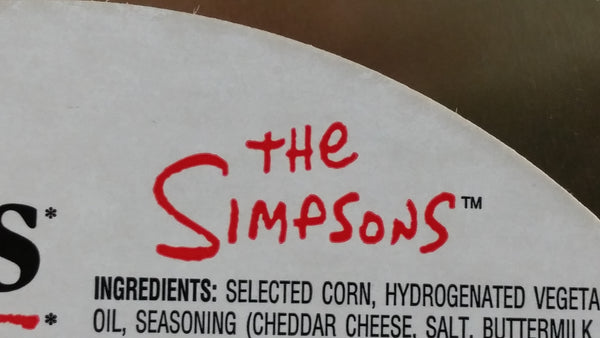 THe
SIMPSONS™
S*
INGREDIENTS: SELECTED CORN, HYDROGENATED
*
OIL, SEASONING (CHEDDAR CHEESE, SALT, BUTTERMILK